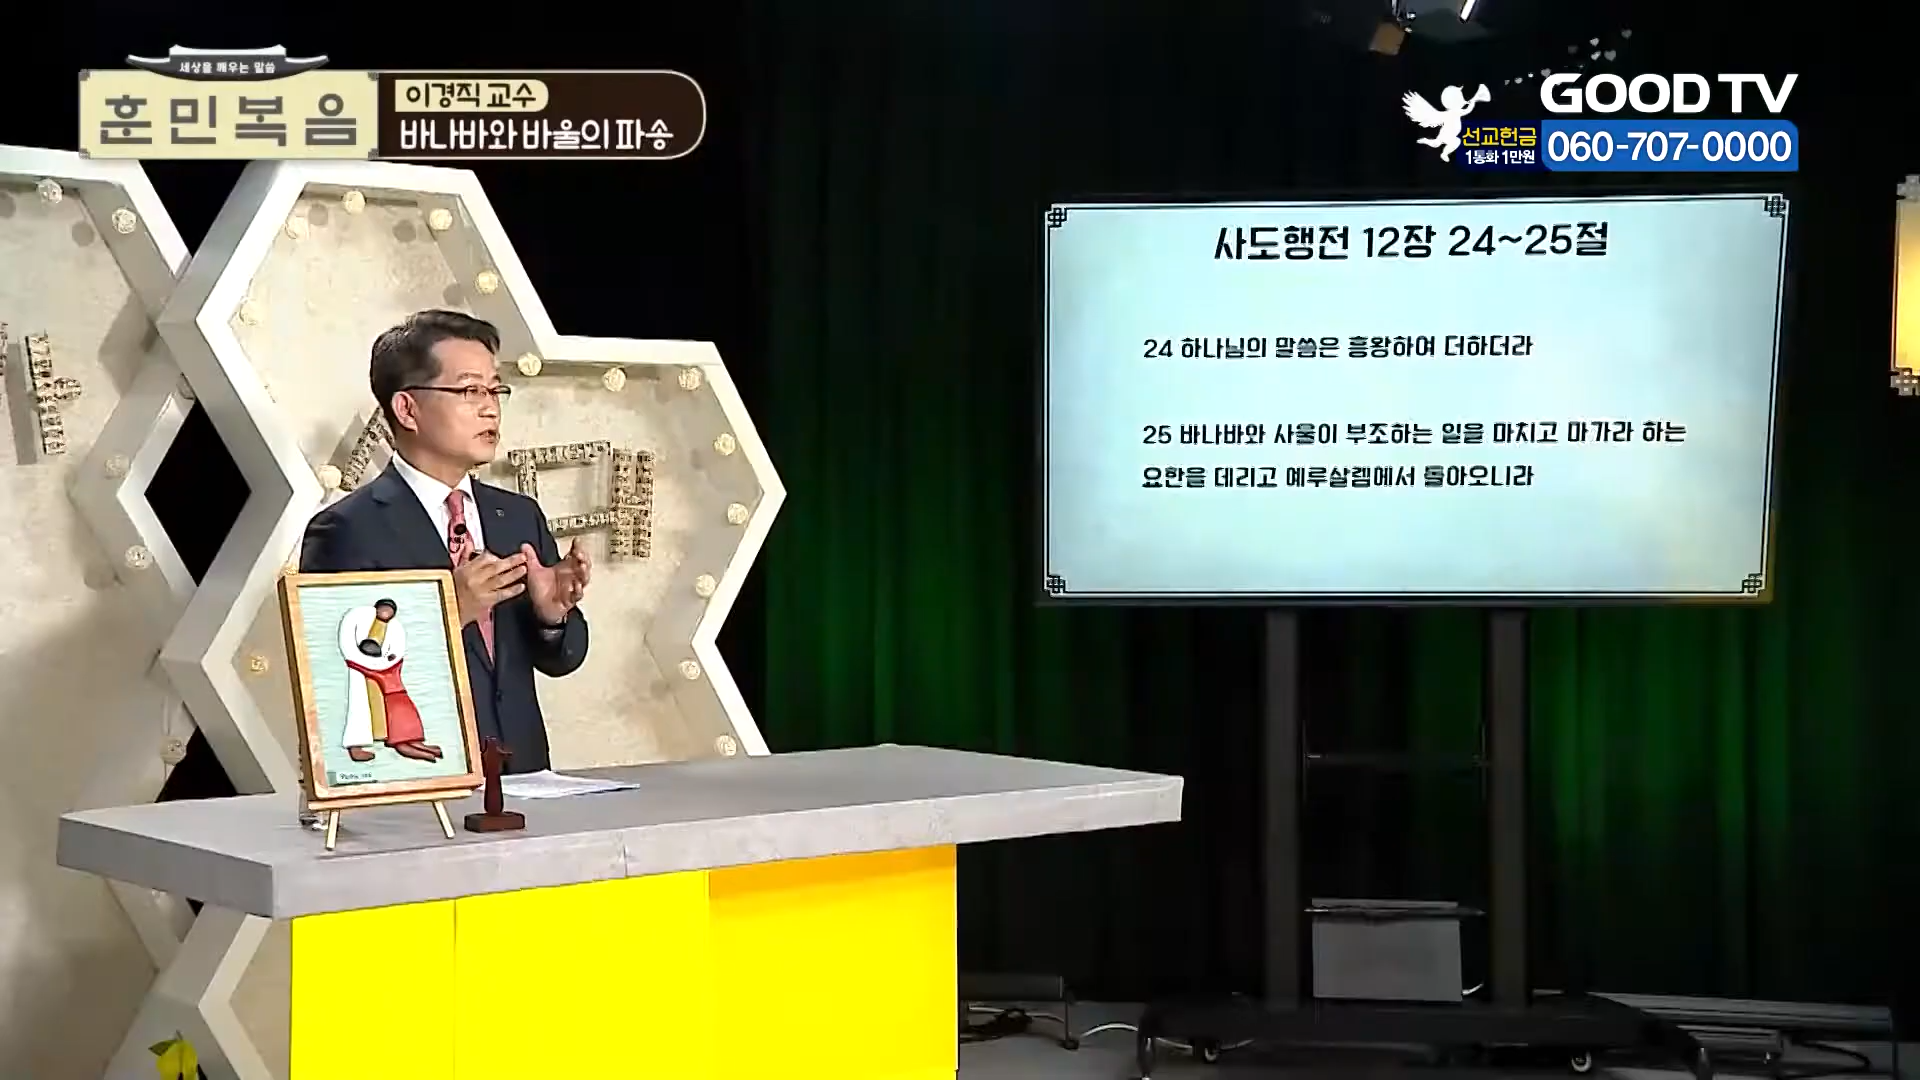 세상을 깨우는 말씀
훈민복음
이경직 교수
바나바와 바울의 파송
GOODTV
선교헌금
1통화 1만원
060-707-0000
사도행전 12장 24~25절
24 하나님의 말씀은 흥왕하여 더하더라
25 바나바와 사울이 부조하는 일을 마치고 마가라 하는
요한을 데리고 예루살렘에서 돌아오니라